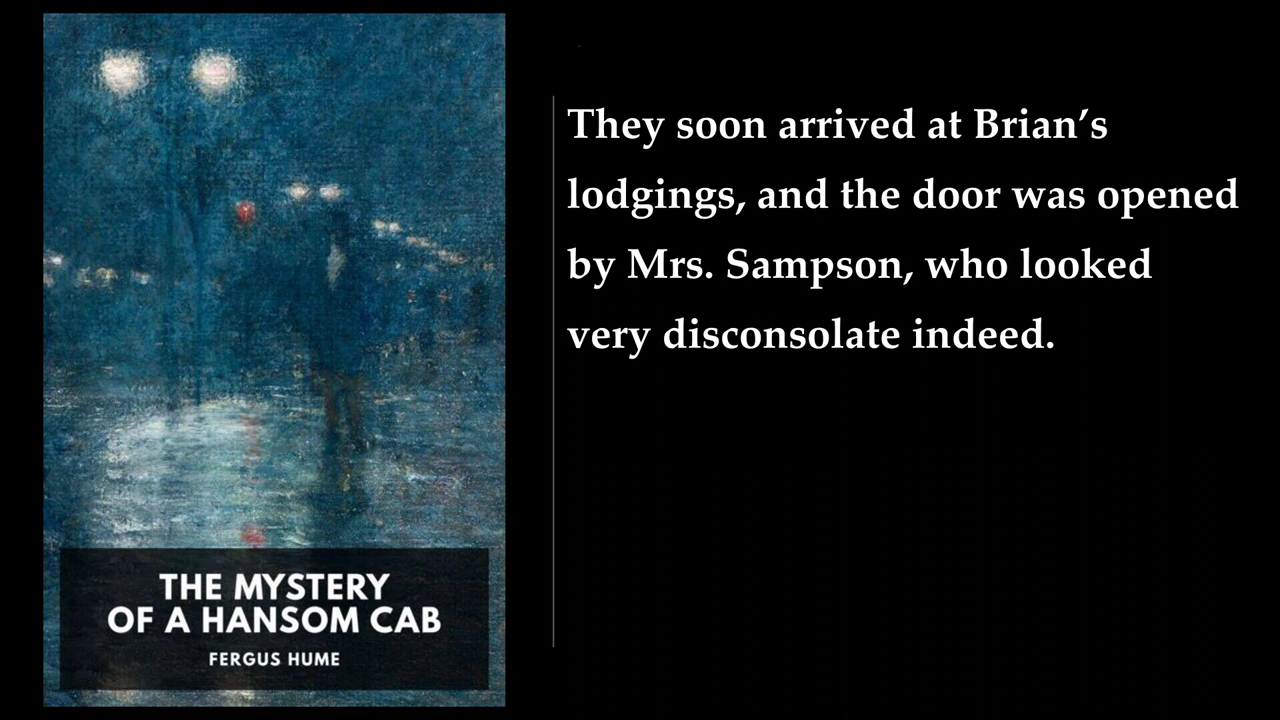 They soon arrived at Brian’s
lodgings, and the door was opened
by Mrs. Sampson, who looked
very disconsolate indeed.
THE MYSTERY
OF A HANSOM CAB
FERGUS HUME